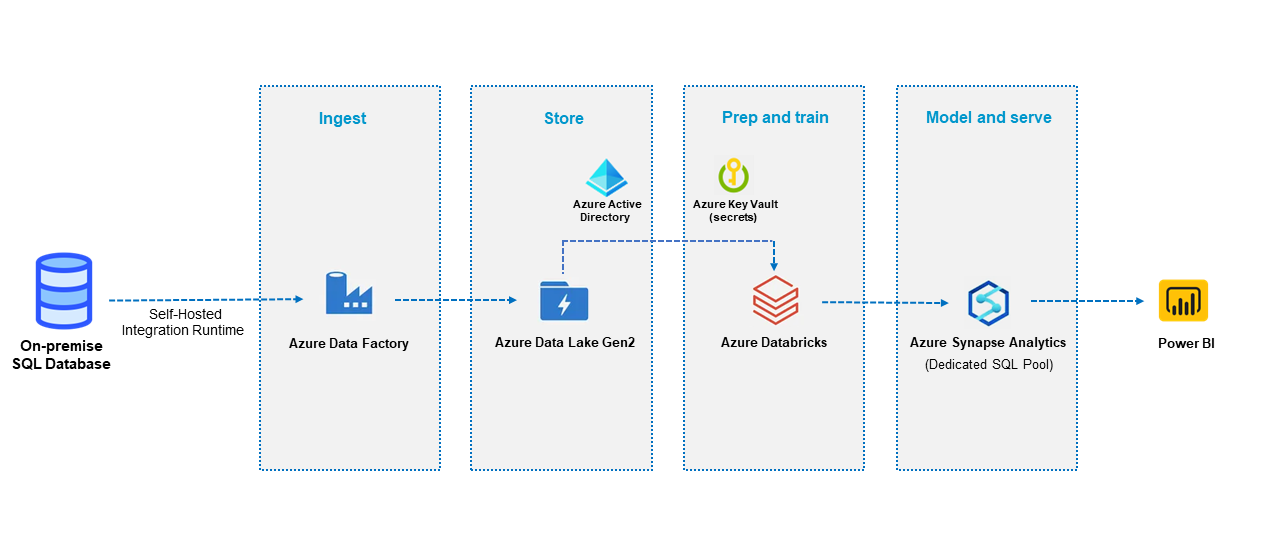 Ingest
Store
Prep and train
Model and serve
Azure Active
Directory
Azure Key Vault
(secrets)
Self-Hosted
Integration Runtime
On-premise
SQL Database
Azure Data Factory
Azure Data Lake Gen2
Azure Databricks
Azure Synapse Analytics
(Dedicated SQL Pool)
Power BI